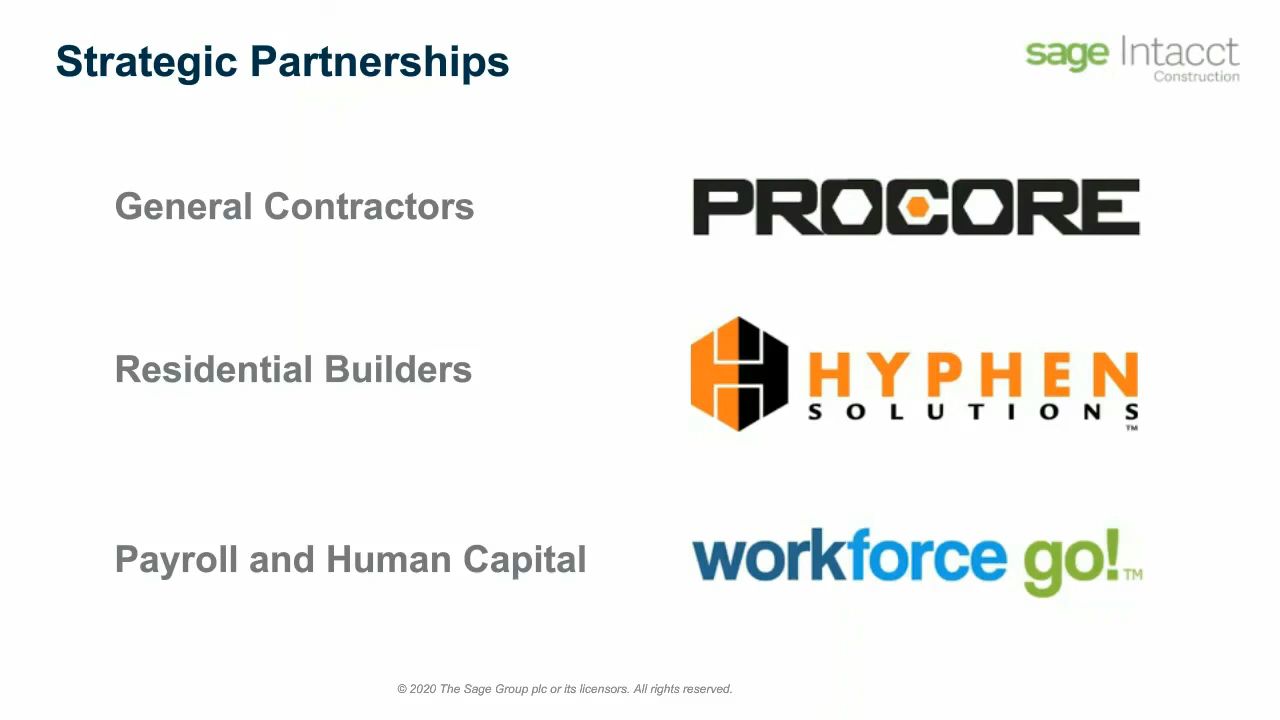 Strategic Partnerships
sage Intacct
Construction
General Contractors
PROCORE
Residential Builders
HYPHEN
SOLUTIONS
TM
Payroll and Human Capital
workforce go!TM
© 2020 The Sage Group plc or its licensors. All rights reserved.